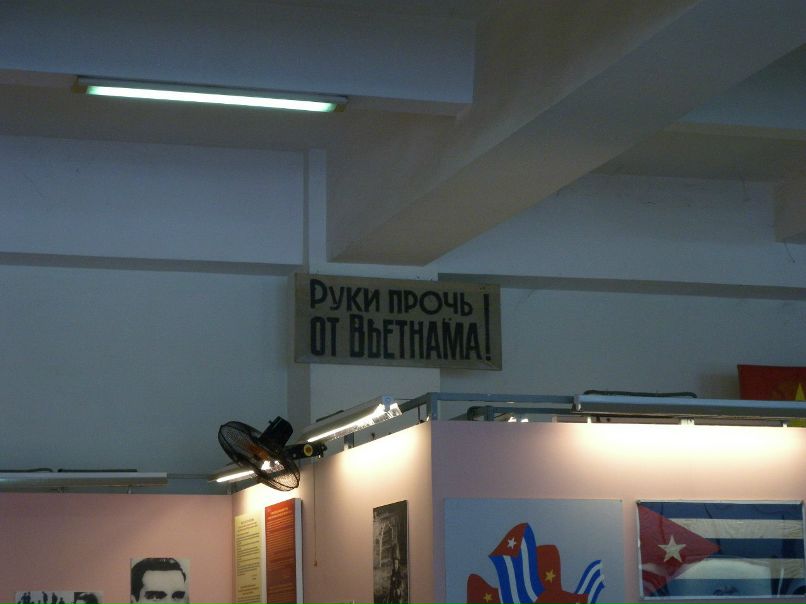 Руки прочь
от Вьетнама!